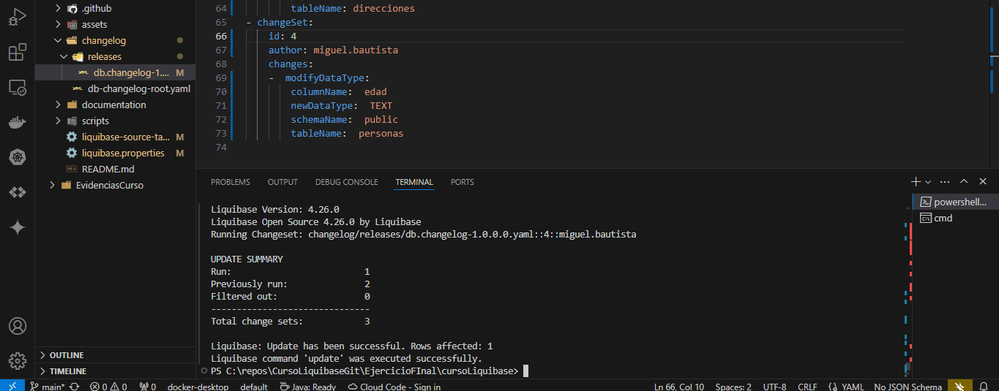 .github
assets
changelog
releases
db.changelog-1.... M
db-changelog-root.yaml
documentation
scripts
liquibase-source-ta... M
liquibase.properties M
README.md
EvidenciasCurso
OUTLINE
TIMELINE
64 tableName: direcciones
65 - changeSet:
66 id: 4
67 author: miguel.bautista
68 changes:
69 - modifyDataType:
70 columnName: edad
71 newDataType: TEXT
72 schemaName: public
73 tableName: personas
74
PROBLEMS OUTPUT DEBUG CONSOLE TERMINAL PORTS
Liquibase Version: 4.26.0
Liquibase Open Source 4.26.0 by Liquibase
Running Changeset: changelog/releases/db.changelog-1.0.0.0.yaml::4::miguel.bautista
UPDATE SUMMARY
Run: 1
Previously run: 2
Filtered out: 0
-------------------------------
Total change sets: 3
Liquibase: Update has been successful. Rows affected: 1
Liquibase command 'update' was executed successfully.
PS C:\repos\CursoLiquibaseGit\EjercicioFInal\cursoLiquibase>
powershell...
cmd
main* 0 0 0 docker-desktop default Java: Ready Cloud Code - Sign in Ln 66, Col 10 Spaces: 2 UTF-8 CRLF {} YAML No JSON Schema